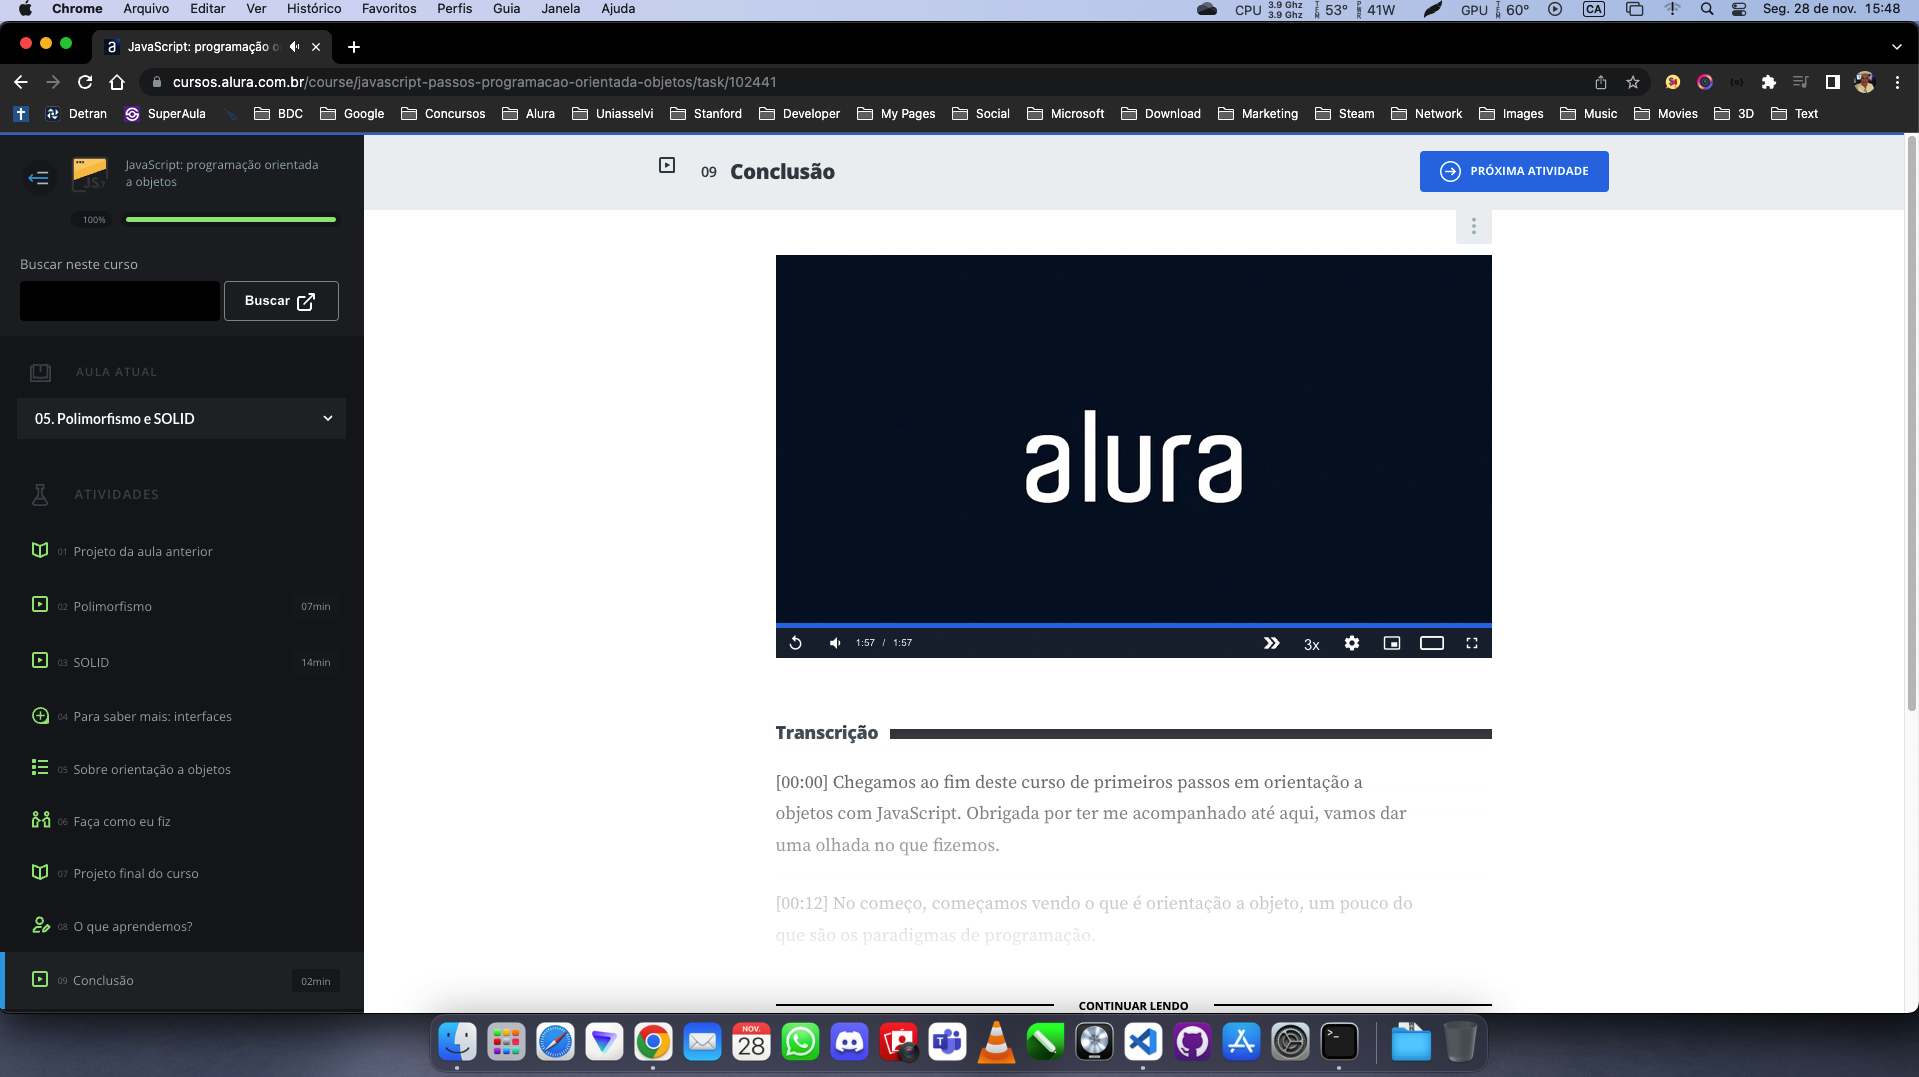 Chrome Arquivo Editar Ver Histórico Favoritos Perfis Guia Janela Ajuda
CPU 3.9 Ghz 3.9 Ghz 53° 41W GPU 60° CA Seg. 28 de nov. 15:48
JavaScript: programação o
cursos.alura.com.br/course/javascript-passos-programacao-orientada-objetos/task/102441
Detran SuperAula BDC Google Concursos Alura Uniasselvi Stanford Developer My Pages Social Microsoft Download Marketing Steam Network Images Music Movies 3D Text
JavaScript: programação orientada
a objetos
100%
Buscar neste curso
Buscar
AULA ATUAL
05. Polimorfismo e SOLID
ATIVIDADES
01 Projeto da aula anterior
02 Polimorfismo 07min
03 SOLID 14min
04 Para saber mais: interfaces
05 Sobre orientação a objetos
06 Faça como eu fiz
07 Projeto final do curso
08 O que aprendemos?
09 Conclusão 02min
09 Conclusão
PRÓXIMA ATIVIDADE
alura
1:57 / 1:57 3x
Transcrição
[00:00] Chegamos ao fim deste curso de primeiros passos em orientação a
objetos com JavaScript. Obrigada por ter me acompanhado até aqui, vamos dar
uma olhada no que fizemos.
[00:12] No começo, começamos vendo o que é orientação a objeto, um pouco do
que são os paradigmas de programação.
CONTINUAR LENDO
NOV.
28